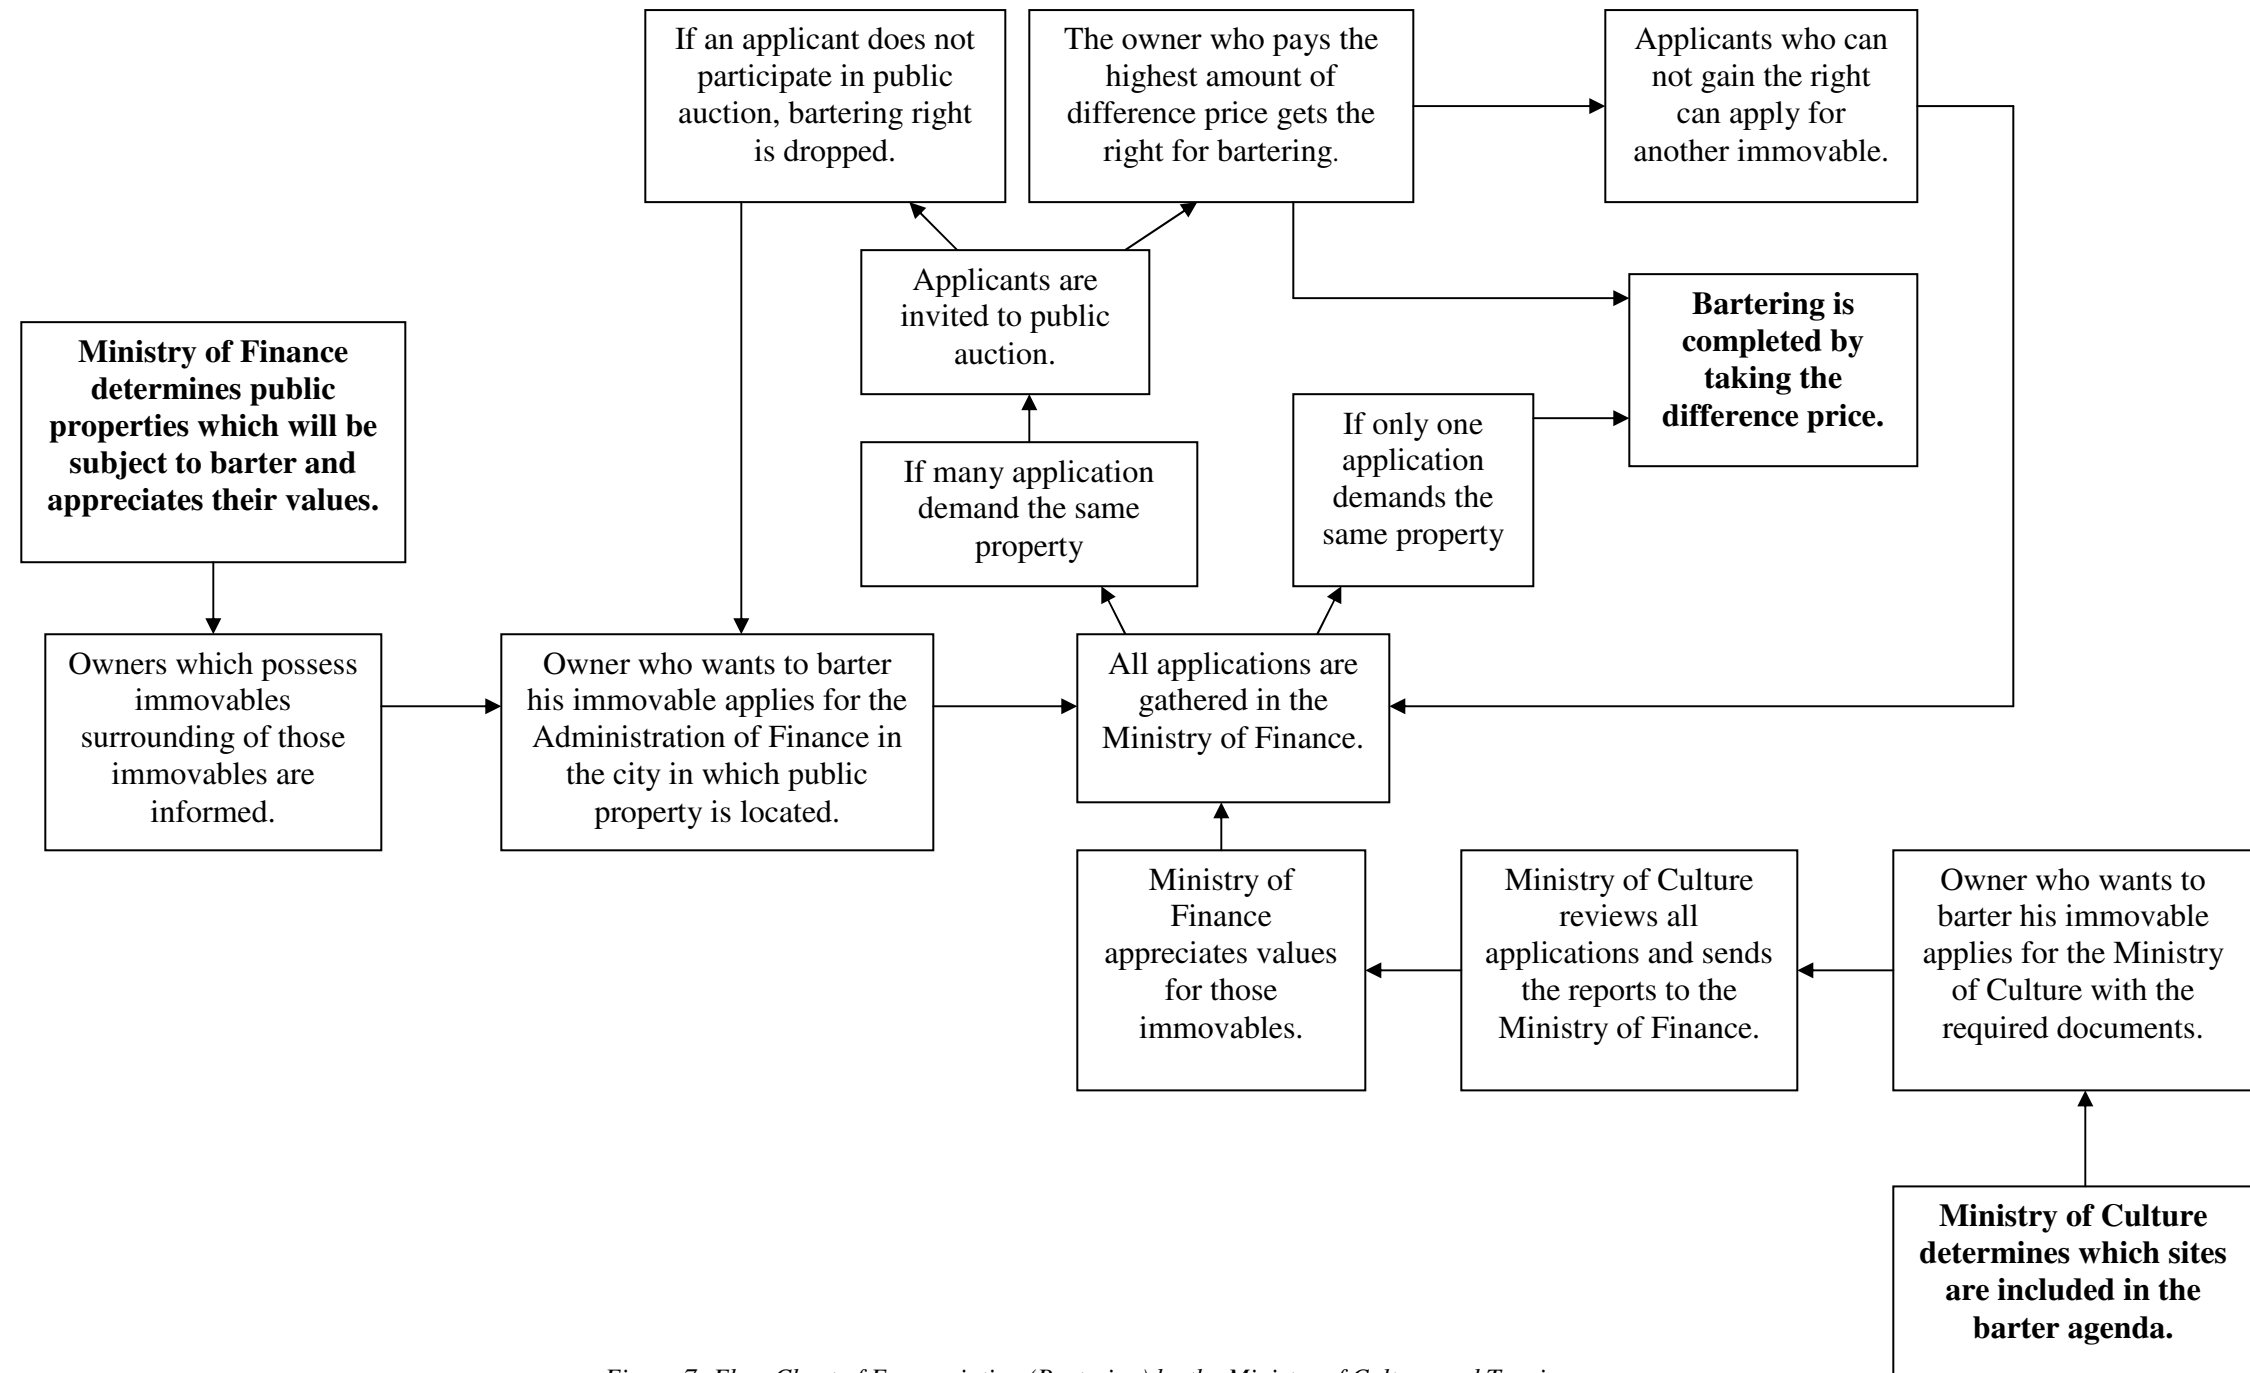 If an applicant does not
participate in public
auction, bartering right
is dropped.
The owner who pays the
highest amount of
difference price gets the
right for bartering.
Applicants who can
not gain the right
can apply for
another immovable.
Applicants are
invited to public
auction.
Bartering is
completed by
taking the
difference price.
Ministry of Finance
determines public
properties which will be
subject to barter and
appreciates their values.
If many application
demand the same
property
If only one
application
demands the
same property
Owners which possess
immovables
surrounding of those
immovables are
informed.
Owner who wants to barter
his immovable applies for the
Administration of Finance in
the city in which public
property is located.
All applications are
gathered in the
Ministry of Finance.
Ministry of
Finance
appreciates values
for those
immovables.
Ministry of Culture
reviews all
applications and sends
the reports to the
Ministry of Finance.
Owner who wants to
barter his immovable
applies for the Ministry
of Culture with the
required documents.
Ministry of Culture
determines which sites
are included in the
barter agenda.